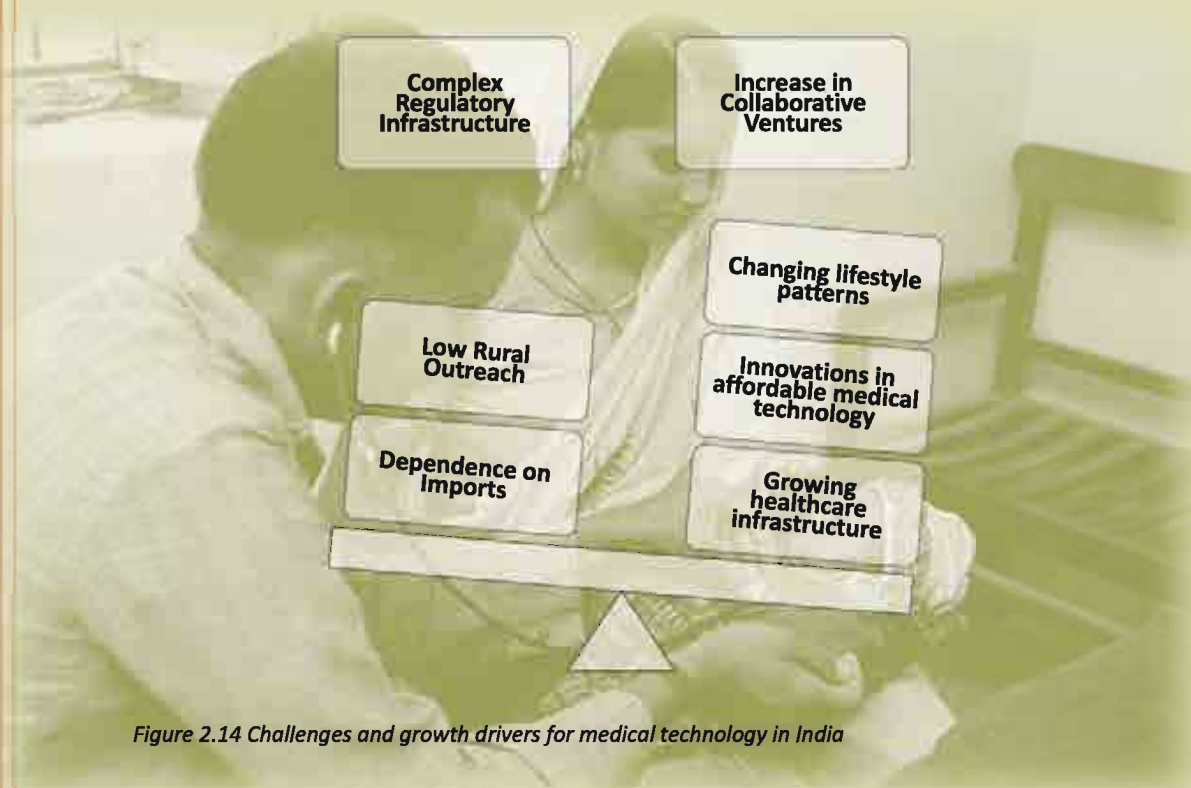 Complex
Regulatory
Infrastructure
Increase in
Collaborative
Ventures
Changing lifestyle
patterns
Low Rural
Outreach
Innovations in
affordable medical
technology
Dependence on
Imports
Growing
healthcare
infrastructure
Figure 2.14 Challenges and growth drivers for medical technology in India